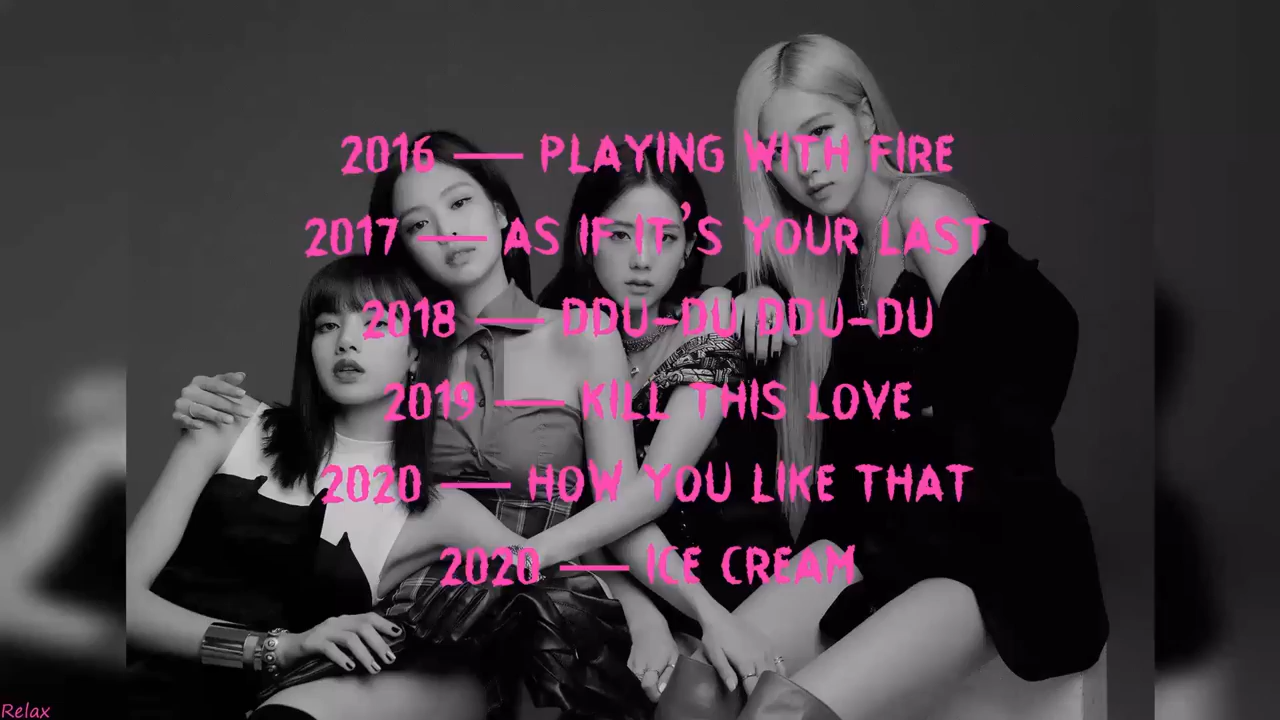 2016 — PLAYING WITH FIRE
2017 — AS IF IT'S YOUR LAST
2018 — DDU-DU DDU-DU
2019 — KILL THIS LOVE
2020 — HOW YOU LIKE THAT
2020 — ICE CREAM
Relax